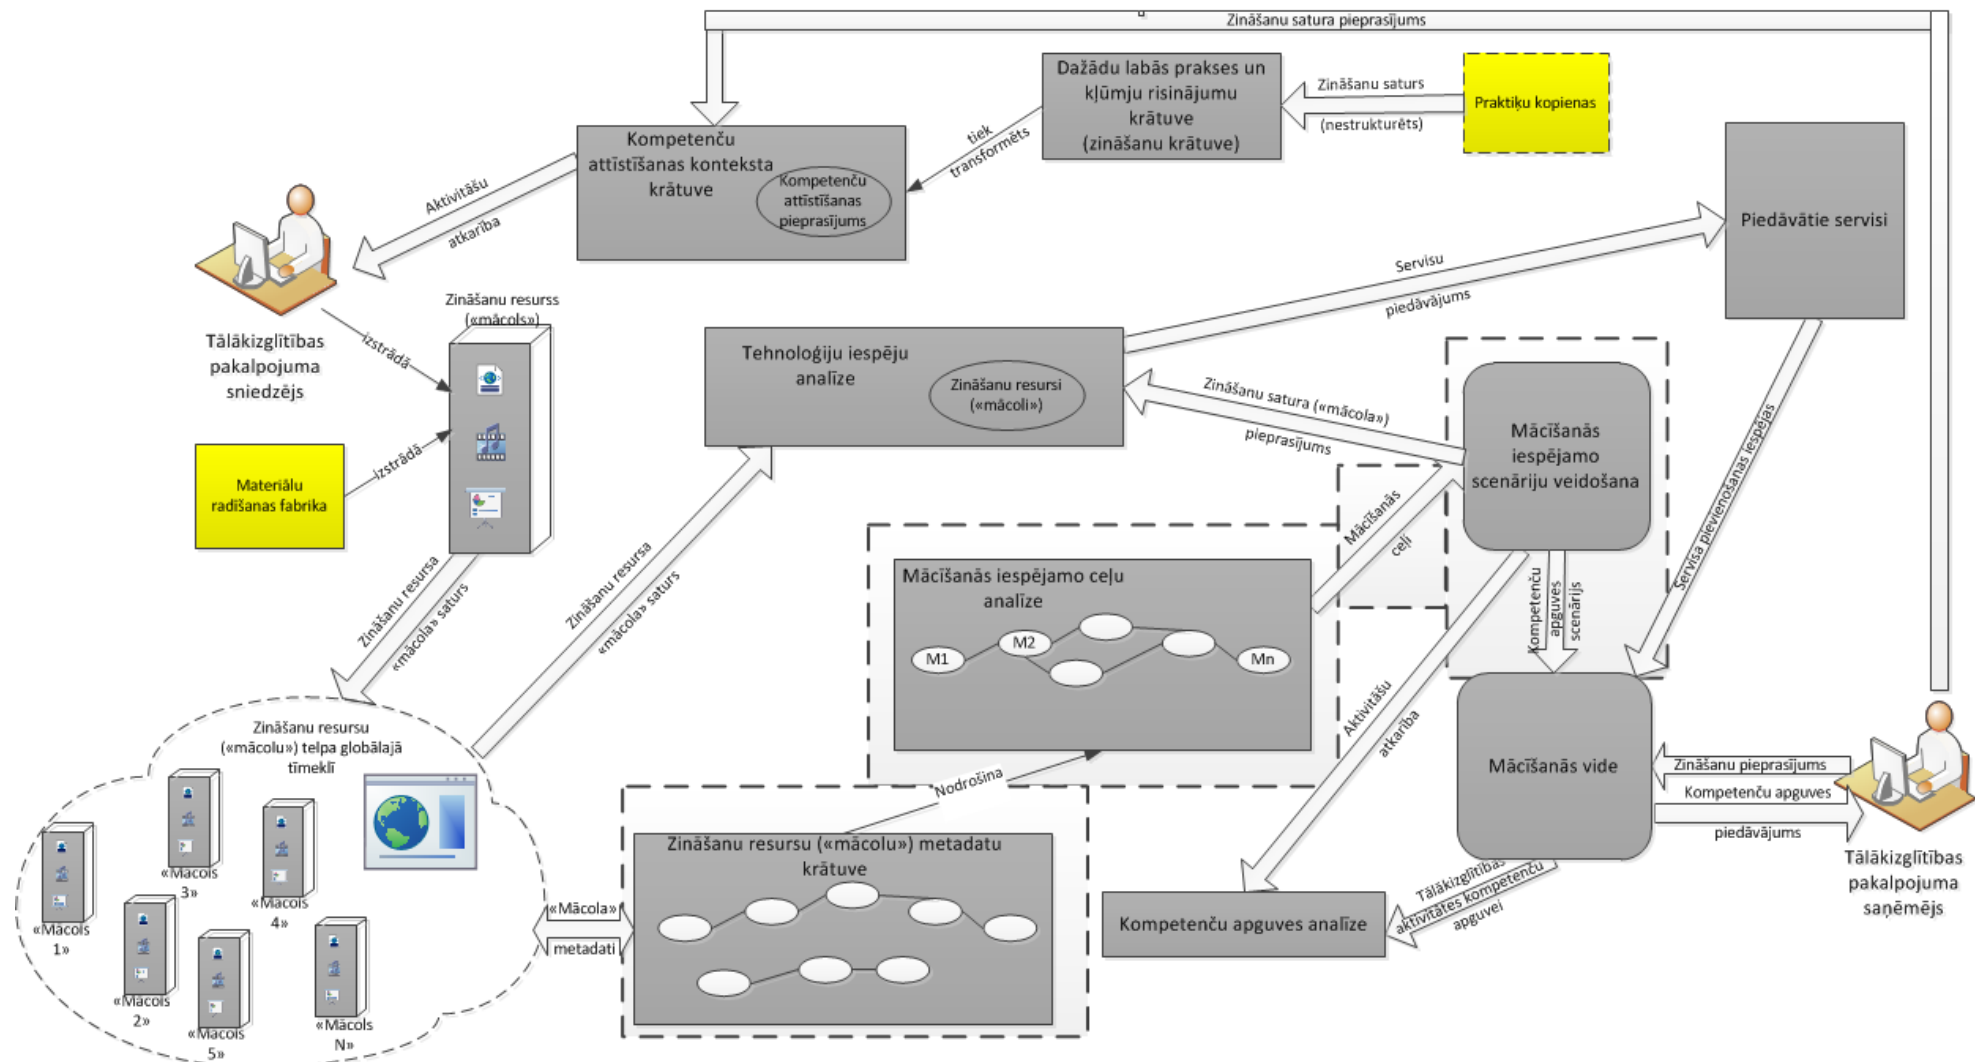 Zināšanu satura pieprasījums
Dažādu labās prakses un
kļūmju risinājumu
krātuve
(zināšanu krātuve)
Zināšanu saturs
(nestrukturēts)
Praktiķu kopienas
tiek
transformēts
Kompetenču
attīstīšanas konteksta
krātuve
Kompetenču
attīstīšanas
pieprasījums
Aktivitāšu
atkarība
Piedāvātie servisi
Servisu
piedāvājums
Tālākizglītības
pakalpojuma
sniedzējs
izstrādā
Zināšanu resurss
(«mācols»)
Materiālu
radīšanas fabrika
izstrādā
Tehnoloģiju iespēju
analīze
Zināšanu resursi
(«mācoli»)
Zināšanu satura («mācola»)
pieprasījums
Mācīšanās
iespējamo
scenāriju veidošana
Servisa pievienošanas iespējas
Zināšanu resursa
«mācola» saturs
Zināšanu resursa
«mācola» saturs
Mācīšanās
ceļi
Mācīšanās iespējamo ceļu
analīze
M1
M2
Mn
Kompetenču
apguves
scenārijs
Aktivitāšu
atkarība
Mācīšanās vide
Zināšanu pieprasījums
Kompetenču apguves
piedāvājums
Tālākizglītības
pakalpojuma
saņēmējs
Zināšanu resursu
(«mācolu») telpa globālajā
tīmeklī
«Mācols
1»
«Mācols
2»
«Mācols
3»
«Mācols
4»
«Mācols
5»
«Mācols
N»
«Mācola»
metadati
Nodrošina
Zināšanu resursu («mācolu») metadatu
krātuve
Kompetenču apguves analīze
Tālākizglītības
aktivitātes kompetenču
apguvei